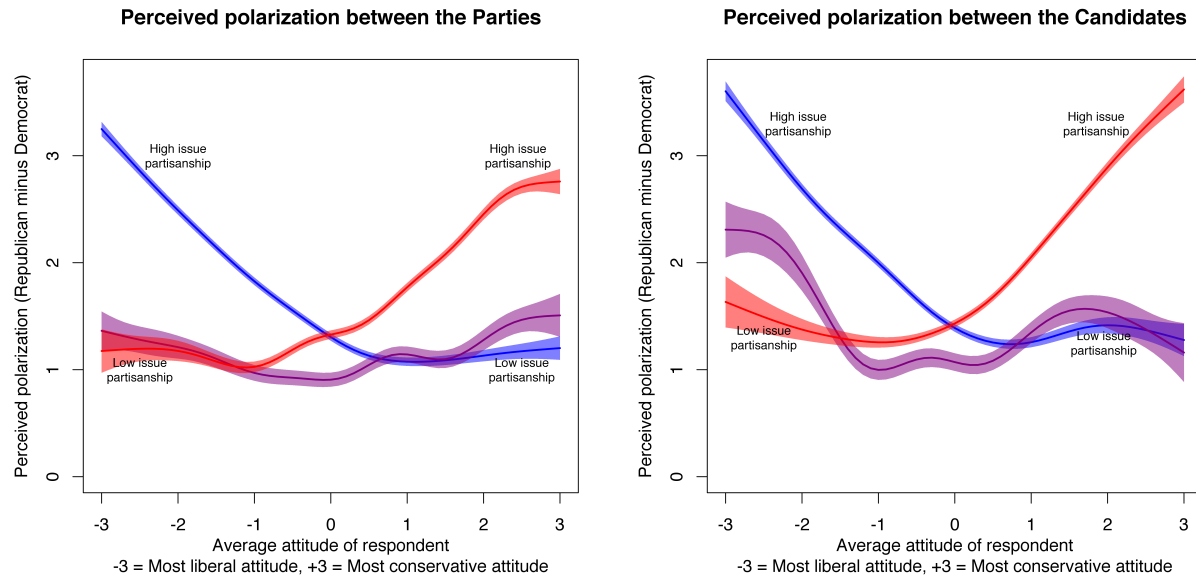 Perceived polarization between the Parties
Perceived polarization (Republican minus Democrat)
3
2
1
0
High issue
partisanship
High issue
partisanship
Low issue
partisanship
Low issue
partisanship
-3 -2 -1 0 1 2 3
Average attitude of respondent
-3 = Most liberal attitude, +3 = Most conservative attitude
Perceived polarization between the Candidates
Perceived polarization (Republican minus Democrat)
3
2
1
0
High issue
partisanship
High issue
partisanship
Low issue
partisanship
Low issue
partisanship
-3 -2 -1 0 1 2 3
Average attitude of respondent
-3 = Most liberal attitude, +3 = Most conservative attitude